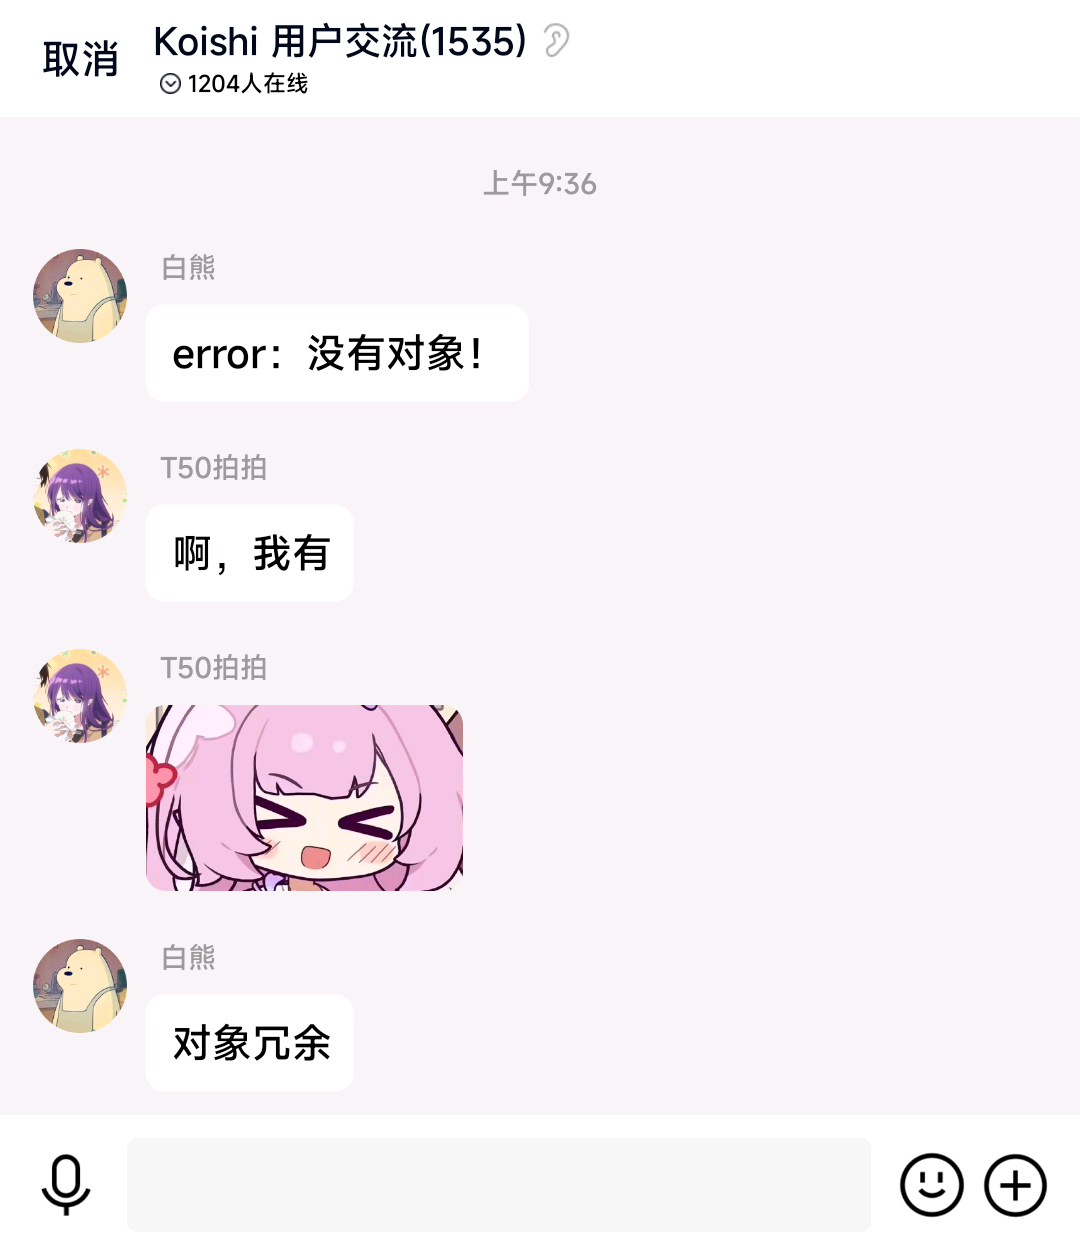 取消
Koishi 用户交流(1535)
1204人在线
上午9:36
白熊
error：没有对象！
T50拍拍
啊，我有
T50拍拍
白熊
对象冗余